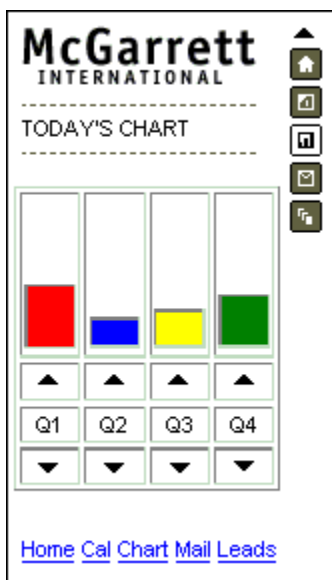 McGarrett
INTERNATIONAL
TODAY'S CHART
Q1 Q2 Q3 Q4
Home Cal Chart Mail Leads